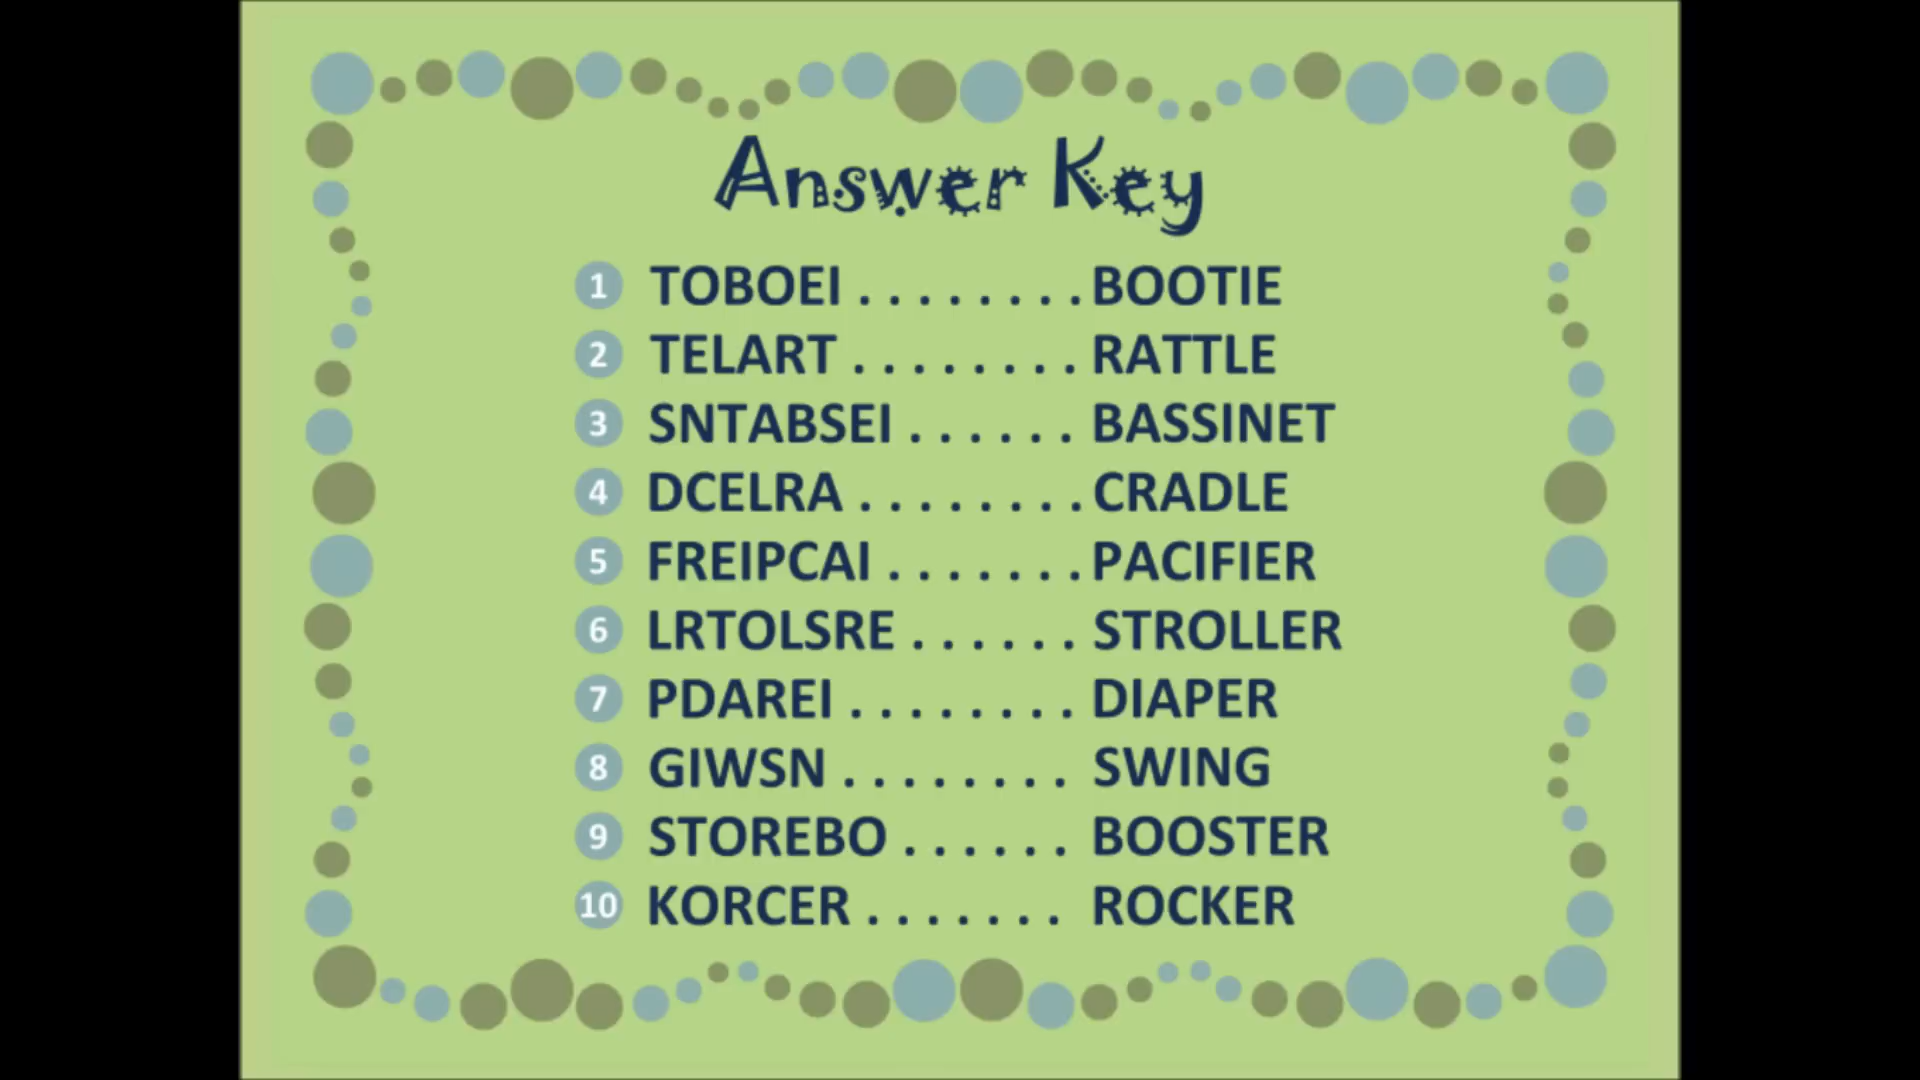 Answer Key
1 TOBOEI ........ BOOTIE
2 TELART ........ RATTLE
3 SNTABSEI ...... BASSINET
4 DCELRA ........ CRADLE
5 FREIPCAI ....... PACIFIER
6 LRTOLSRE ...... STROLLER
7 PDAREI ........ DIAPER
8 GIWSN ........ SWING
9 STOREBO ...... BOOSTER
10 KORCER ....... ROCKER